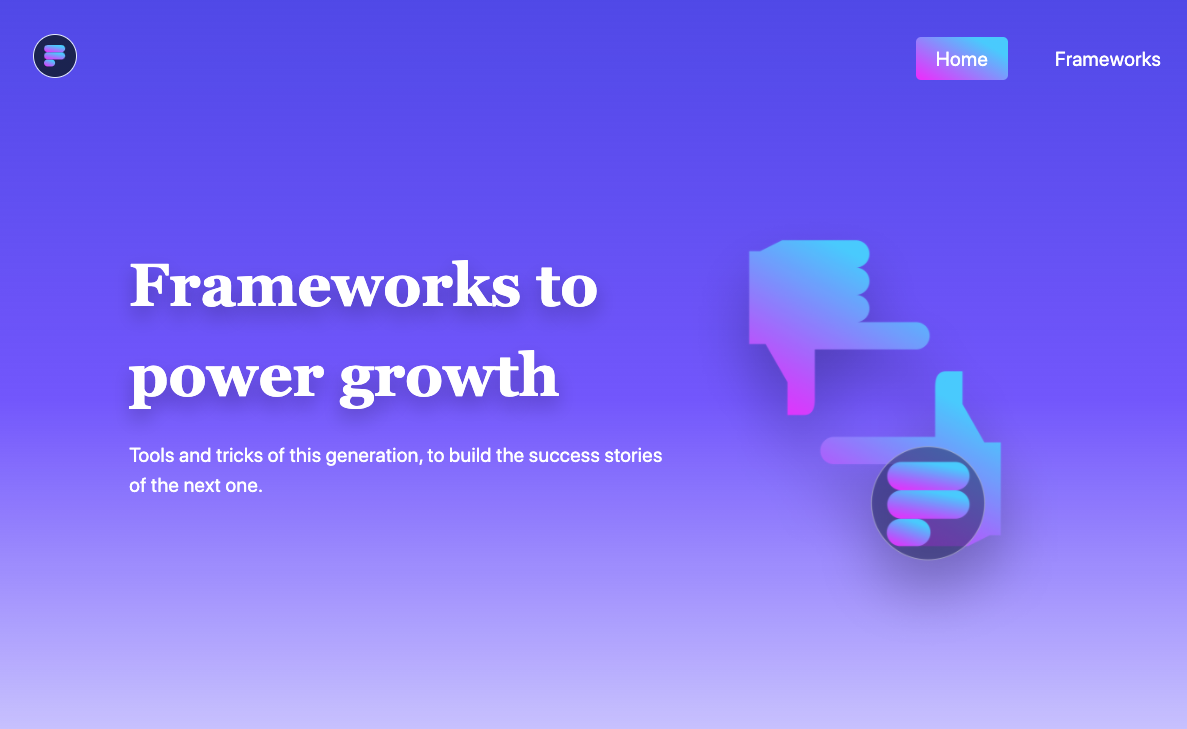 Home
Frameworks
Frameworks to
power growth
Tools and tricks of this generation, to build the success stories
of the next one.